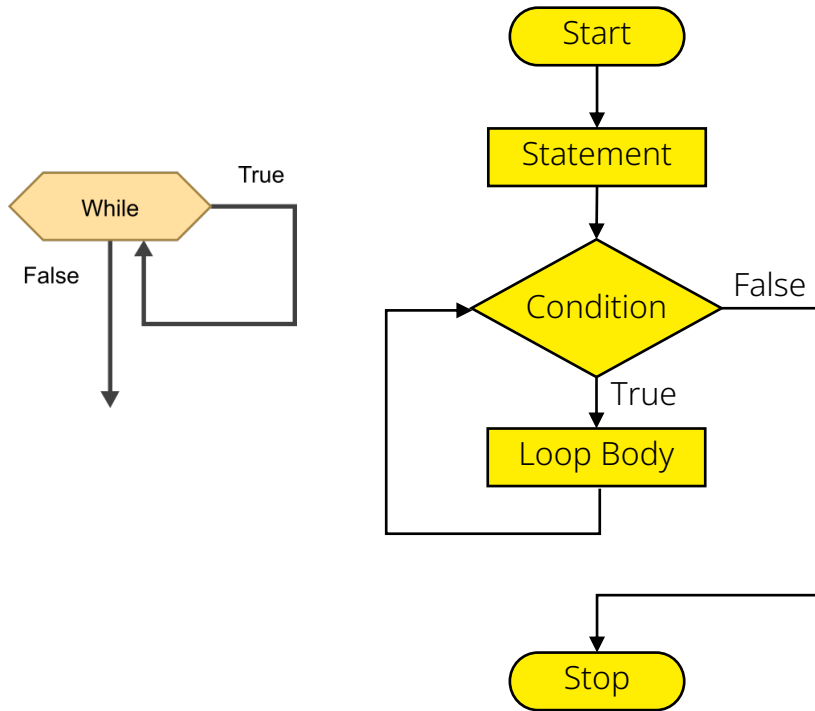 True
While
False
Start
Statement
Condition
False
True
Loop Body
Stop